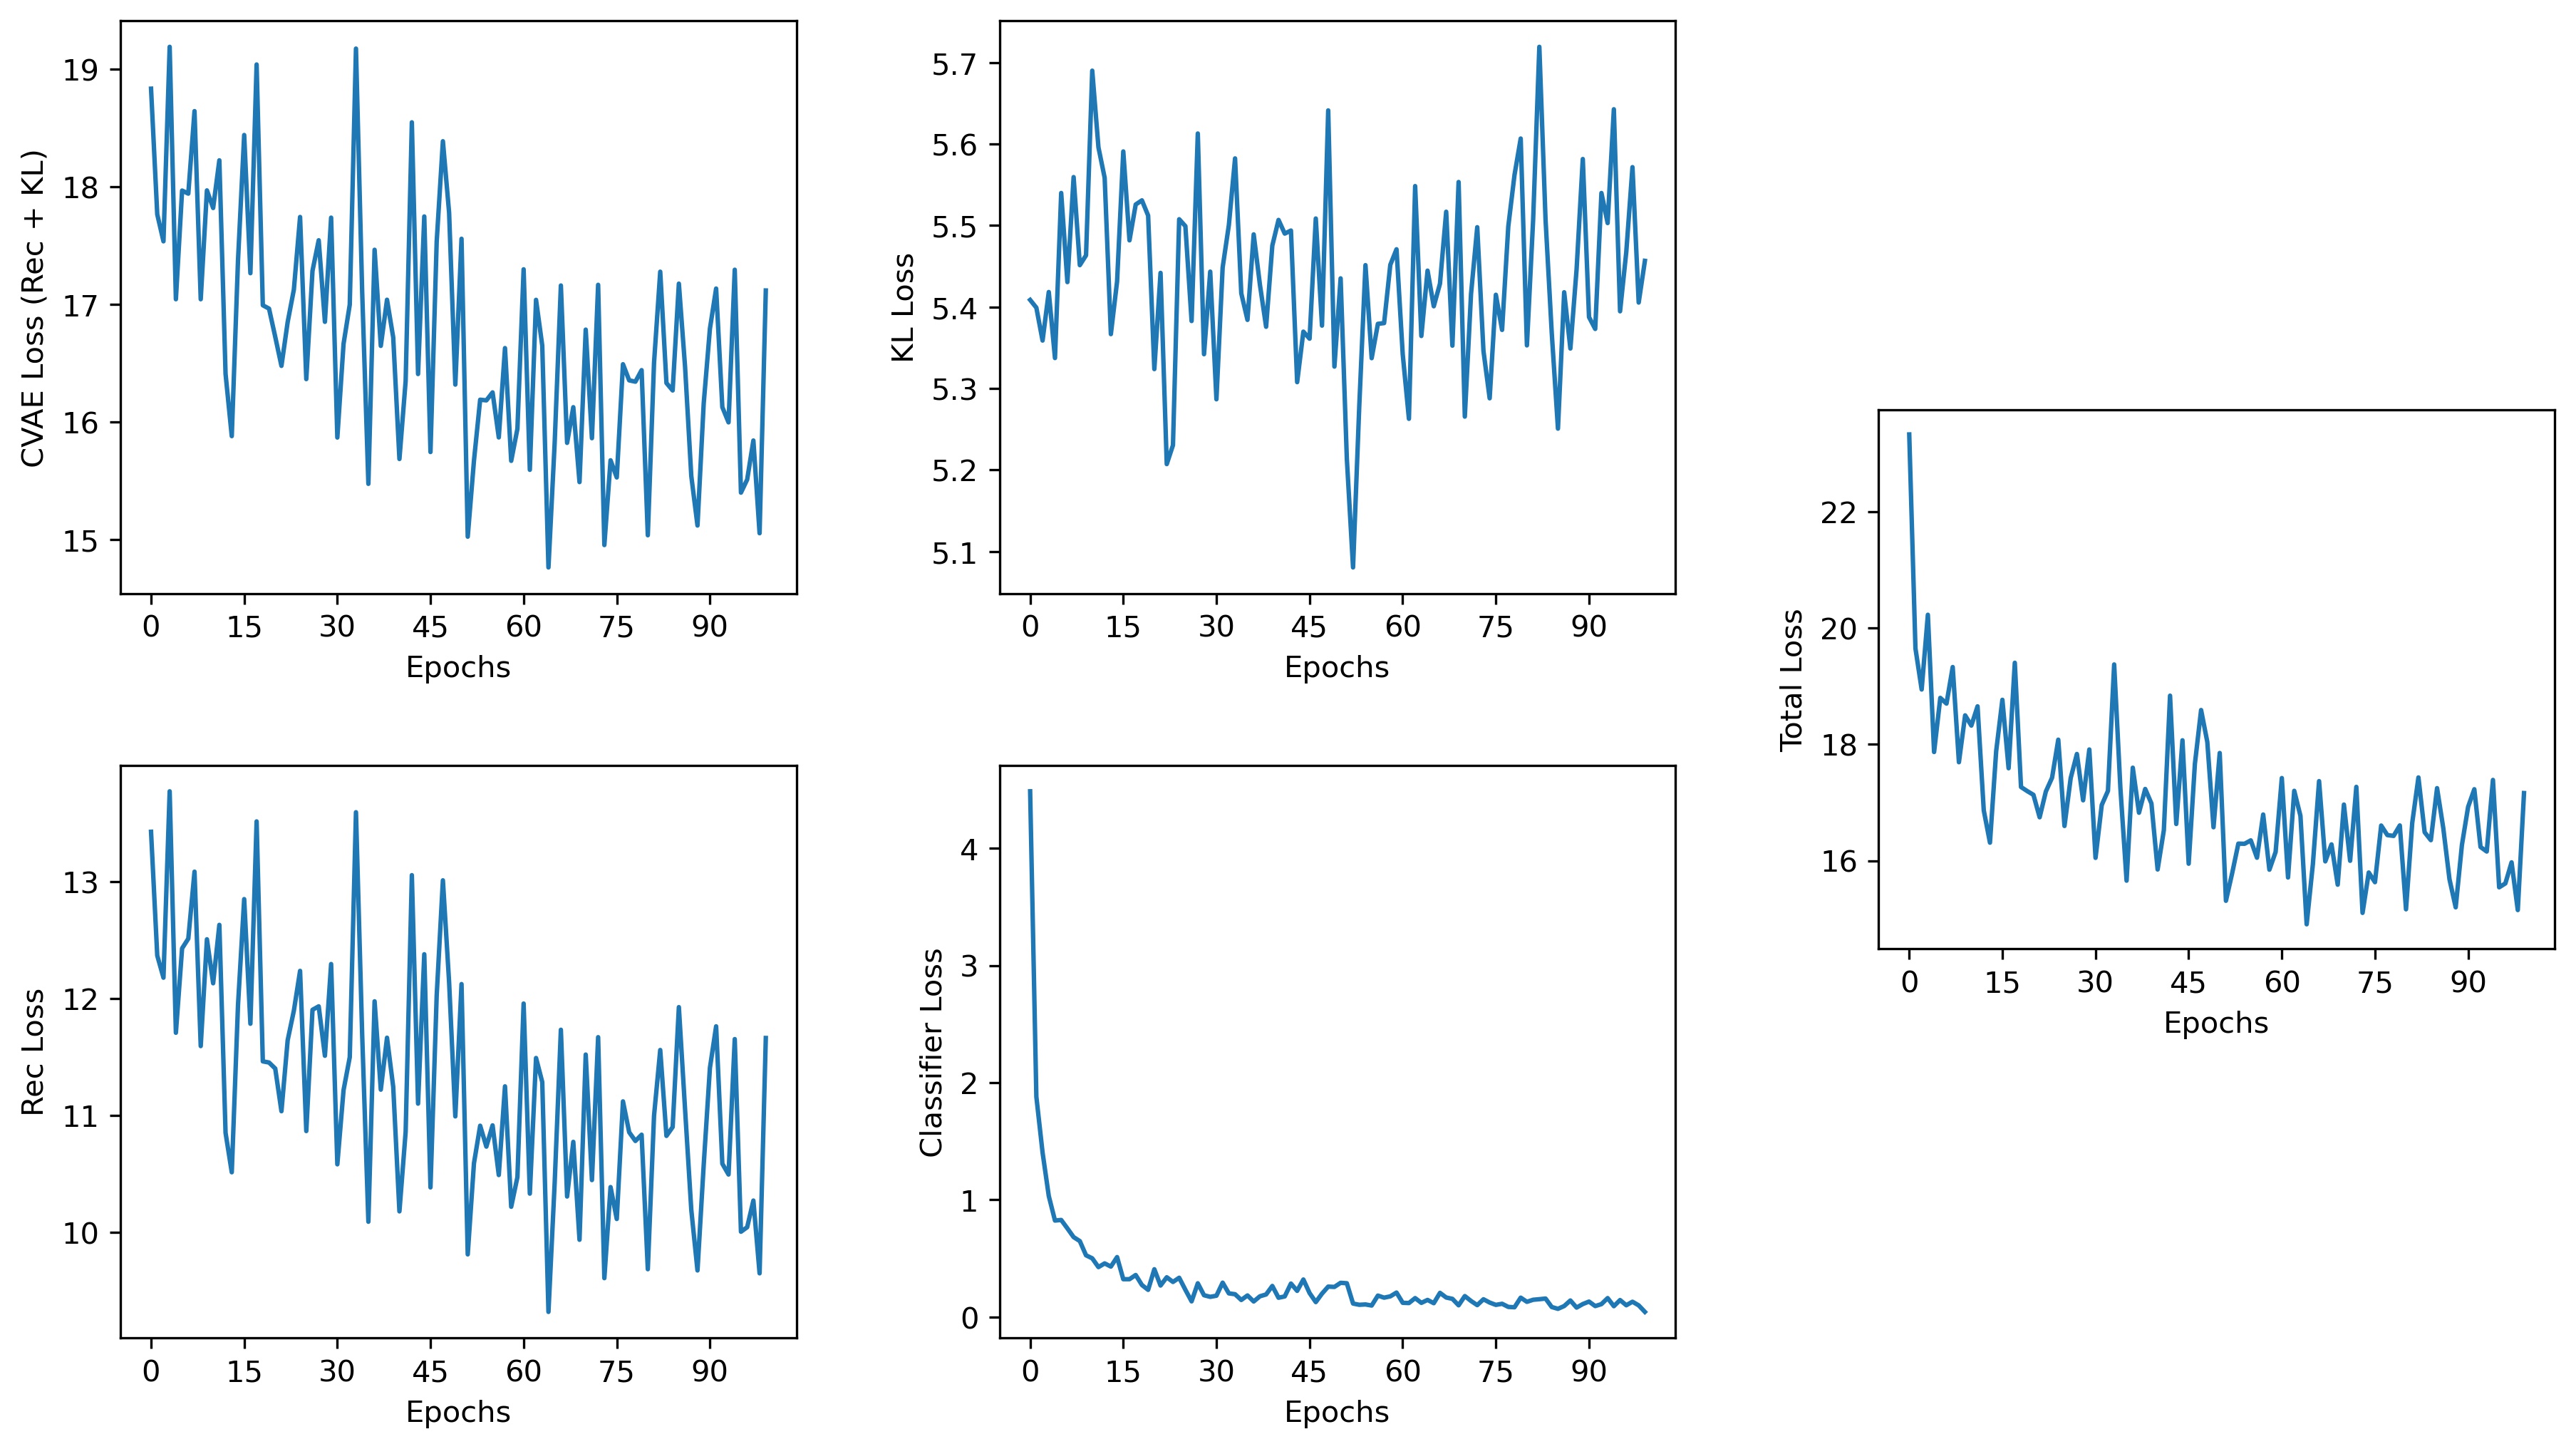 CVAE Loss (Rec + KL)
19
18
17
16
15
0 15 30 45 60 75 90
Epochs
KL Loss
5.7
5.6
5.5
5.4
5.3
5.2
5.1
0 15 30 45 60 75 90
Epochs
Rec Loss
13
12
11
10
0 15 30 45 60 75 90
Epochs
Classifier Loss
4
3
2
1
0
0 15 30 45 60 75 90
Epochs
Total Loss
22
20
18
16
0 15 30 45 60 75 90
Epochs